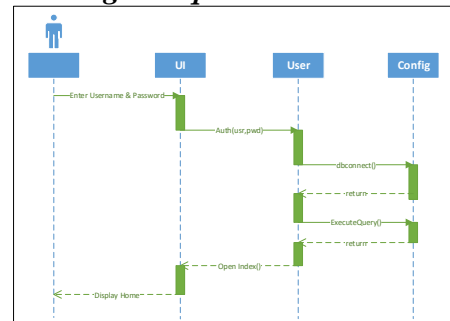 UI
User
Config
Enter Username & Password
Auth(usr,pwd)
dbconnect()
return
ExecuteQuery()
return
Open Index()
Display Home